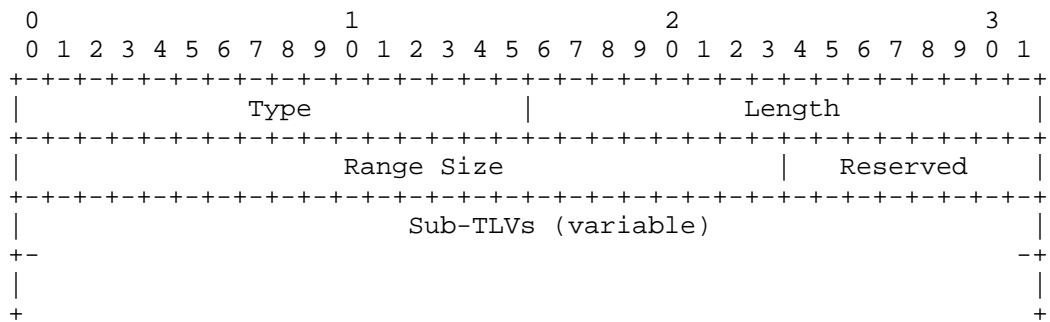 0                   1                   2                   3
 0 1 2 3 4 5 6 7 8 9 0 1 2 3 4 5 6 7 8 9 0 1 2 3 4 5 6 7 8 9 0 1
+-+-+-+-+-+-+-+-+-+-+-+-+-+-+-+-+-+-+-+-+-+-+-+-+-+-+-+-+-+-+-+-+
|              Type             |             Length            |
+-+-+-+-+-+-+-+-+-+-+-+-+-+-+-+-+-+-+-+-+-+-+-+-+-+-+-+-+-+-+-+-+
|                    Range Size                 |   Reserved    |
+-+-+-+-+-+-+-+-+-+-+-+-+-+-+-+-+-+-+-+-+-+-+-+-+-+-+-+-+-+-+-+-+
|                        Sub-TLVs (variable)                    |
+-                                                             -+
|                                                               |
+                                                               +